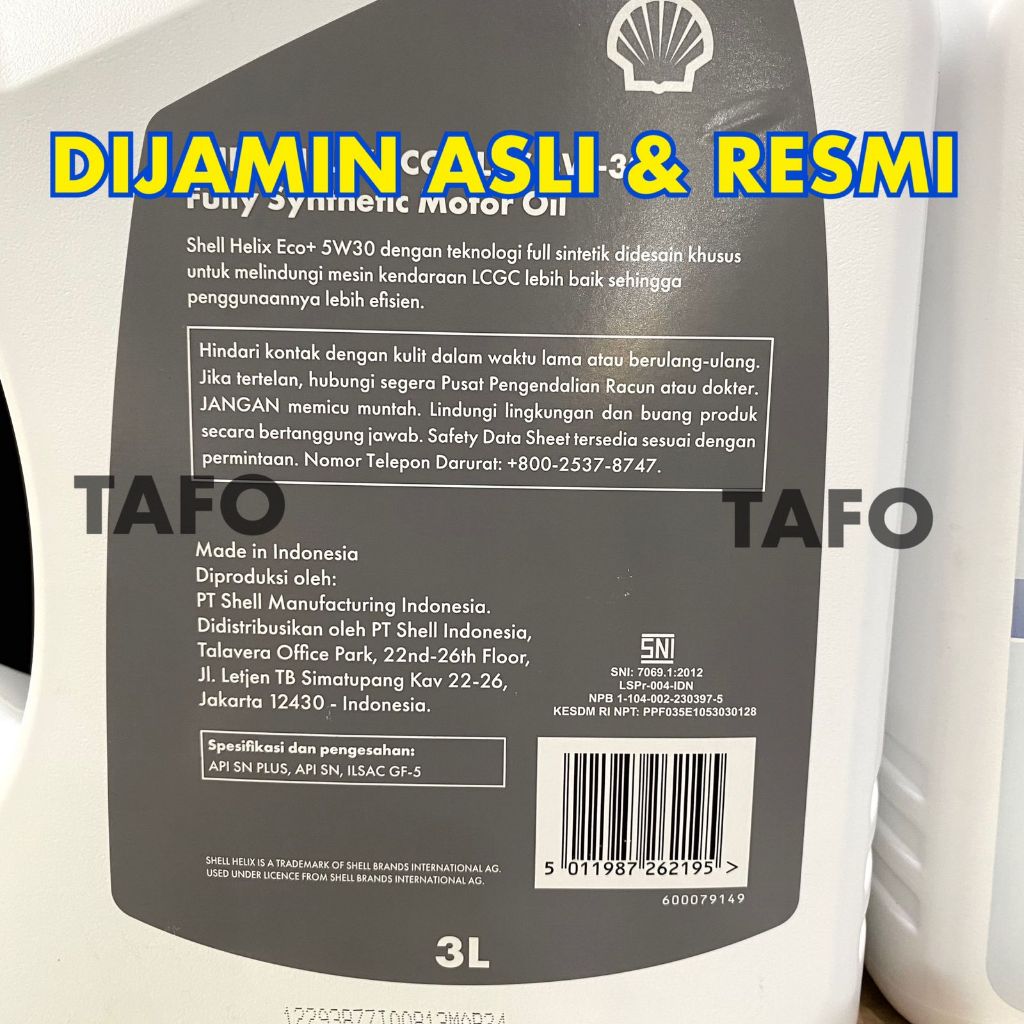 DIJAMIN ASLI & RESMI
Fully Synthetic Motor Oil
Shell Helix Eco+ 5W30 dengan teknologi full sintetik didesain khusus
untuk melindungi mesin kendaraan LCGC lebih baik sehingga
penggunaannya lebih efisien.
Hindari kontak dengan kulit dalam waktu lama atau berulang-ulang.
Jika tertelan, hubungi segera Pusat Pengendalian Racun atau dokter.
JANGAN memicu muntah. Lindungi lingkungan dan buang produk
secara bertanggung jawab. Safety Data Sheet tersedia sesuai dengan
permintaan. Nomor Telepon Darurat: +800-2537-8747.
TAFO
TAFO
Made in Indonesia
Diproduksi oleh:
PT Shell Manufacturing Indonesia.
Didistribusikan oleh PT Shell Indonesia,
Talavera Office Park, 22nd-26th Floor,
Jl. Letjen TB Simatupang Kav 22-26,
Jakarta 12430 - Indonesia.
SNI
SNI: 7069.1:2012
LSPr-004-IDN
NPB 1-104-002-230397-5
KESDM RI NPT: PPF035E1053030128
Spesifikasi dan pengesahan:
API SN PLUS, API SN, ILSAC GF-5
5 011987 262195 >
600079149
SHELL HELIX IS A TRADEMARK OF SHELL BRANDS INTERNATIONAL AG.
USED UNDER LICENCE FROM SHELL BRANDS INTERNATIONAL AG.
3L